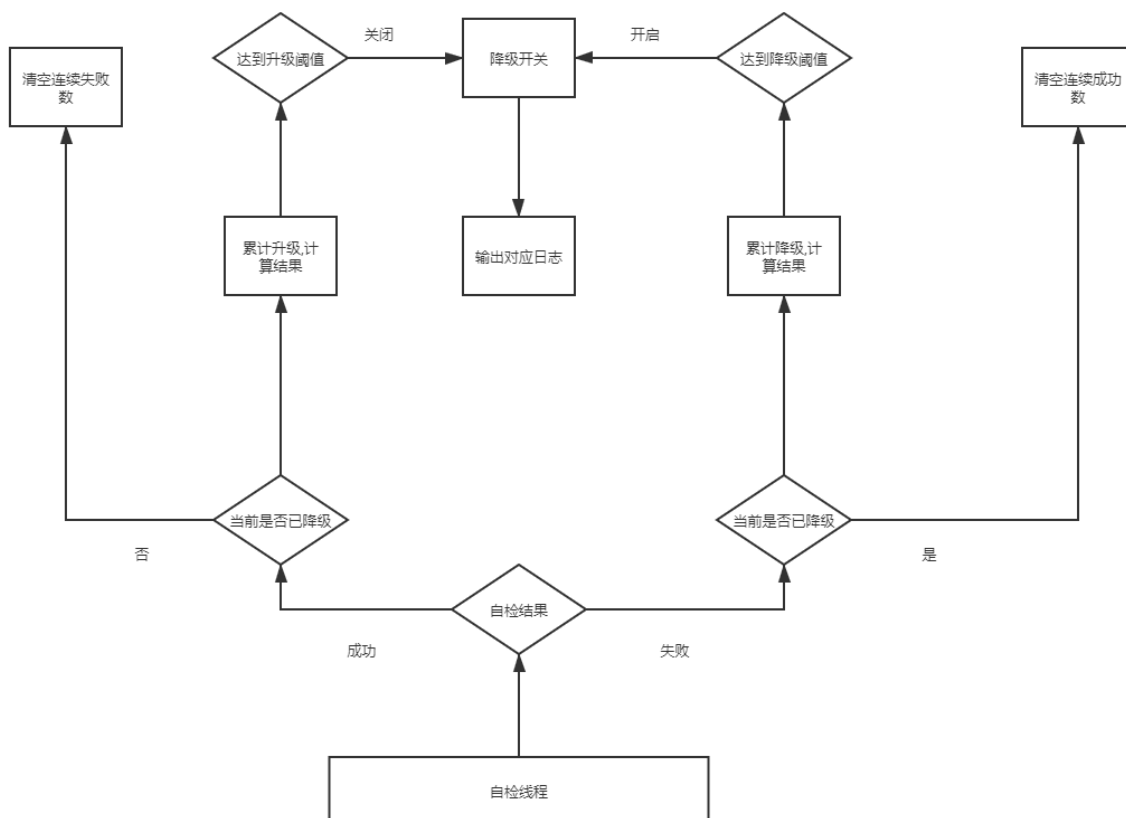 关闭
开启
达到升级阈值
降级开关
达到降级阈值
清空连续失败
数
清空连续成功
数
累计升级,计
算结果
输出对应日志
累计降级,计
算结果
当前是否已降级
当前是否已降级
否
是
自检结果
成功
失败
自检线程